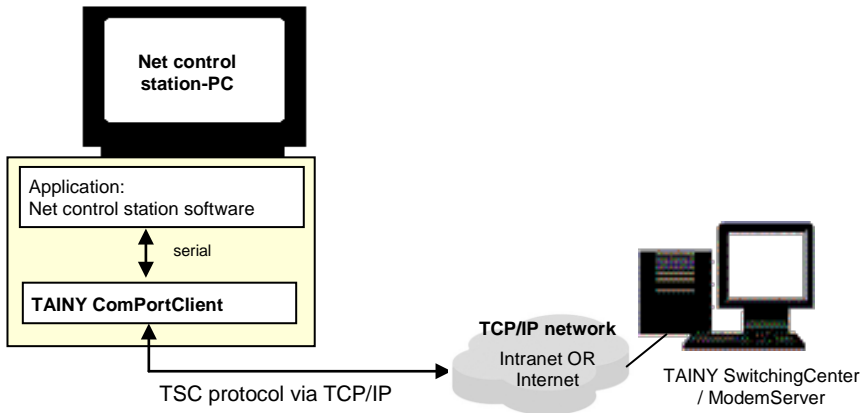 Net control
station-PC
Application:
Net control station software
serial
TAINY ComPortClient
TSC protocol via TCP/IP
TCP/IP network
Intranet OR
Internet
TAINY SwitchingCenter
/ ModemServer